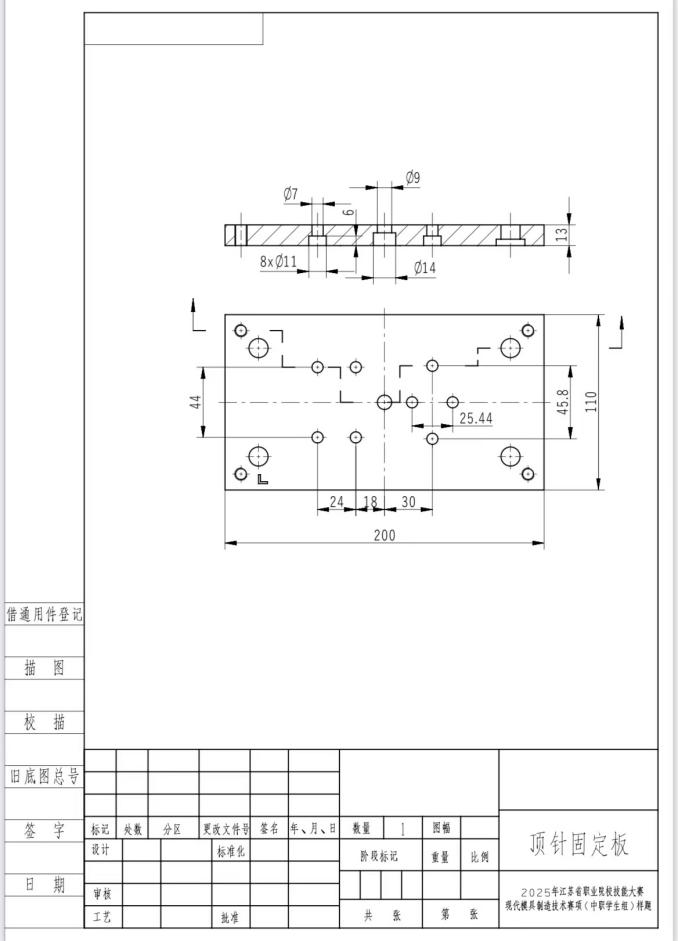 Ø9
Ø7
6
13
8xØ11
Ø14
44
25.44
45.8
110
24
18
30
200
借通用件登记
描 图
校 描
旧底图总号
签 字
日 期
标记 处数 分区 更改文件号 签名 年、月、日
数量 1 图幅
设计 标准化
阶段标记 重量 比例
审核
工艺 批准
共 张 第 张
顶针固定板
2025年江苏省职业院校技能大赛
现代模具制造技术赛项（中职学生组）样题